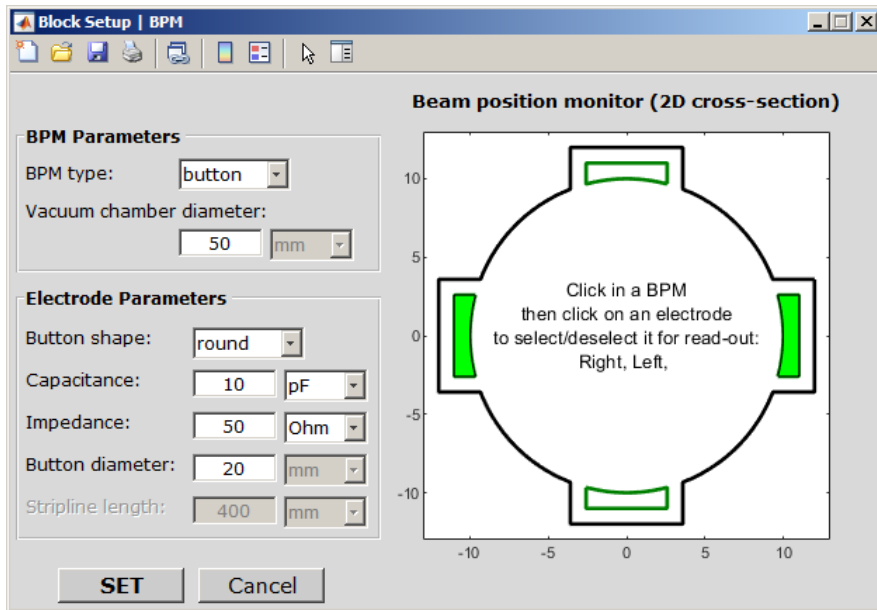 Block Setup | BPM
BPM Parameters
BPM type: button
Vacuum chamber diameter:
50 mm
Electrode Parameters
Button shape: round
Capacitance: 10 pF
Impedance: 50 Ohm
Button diameter: 20 mm
Stripline length: 400 mm
SET Cancel
Beam position monitor (2D cross-section)
10
5
0
-5
-10
Click in a BPM
then click on an electrode
to select/deselect it for read-out:
Right, Left,
-10 -5 0 5 10